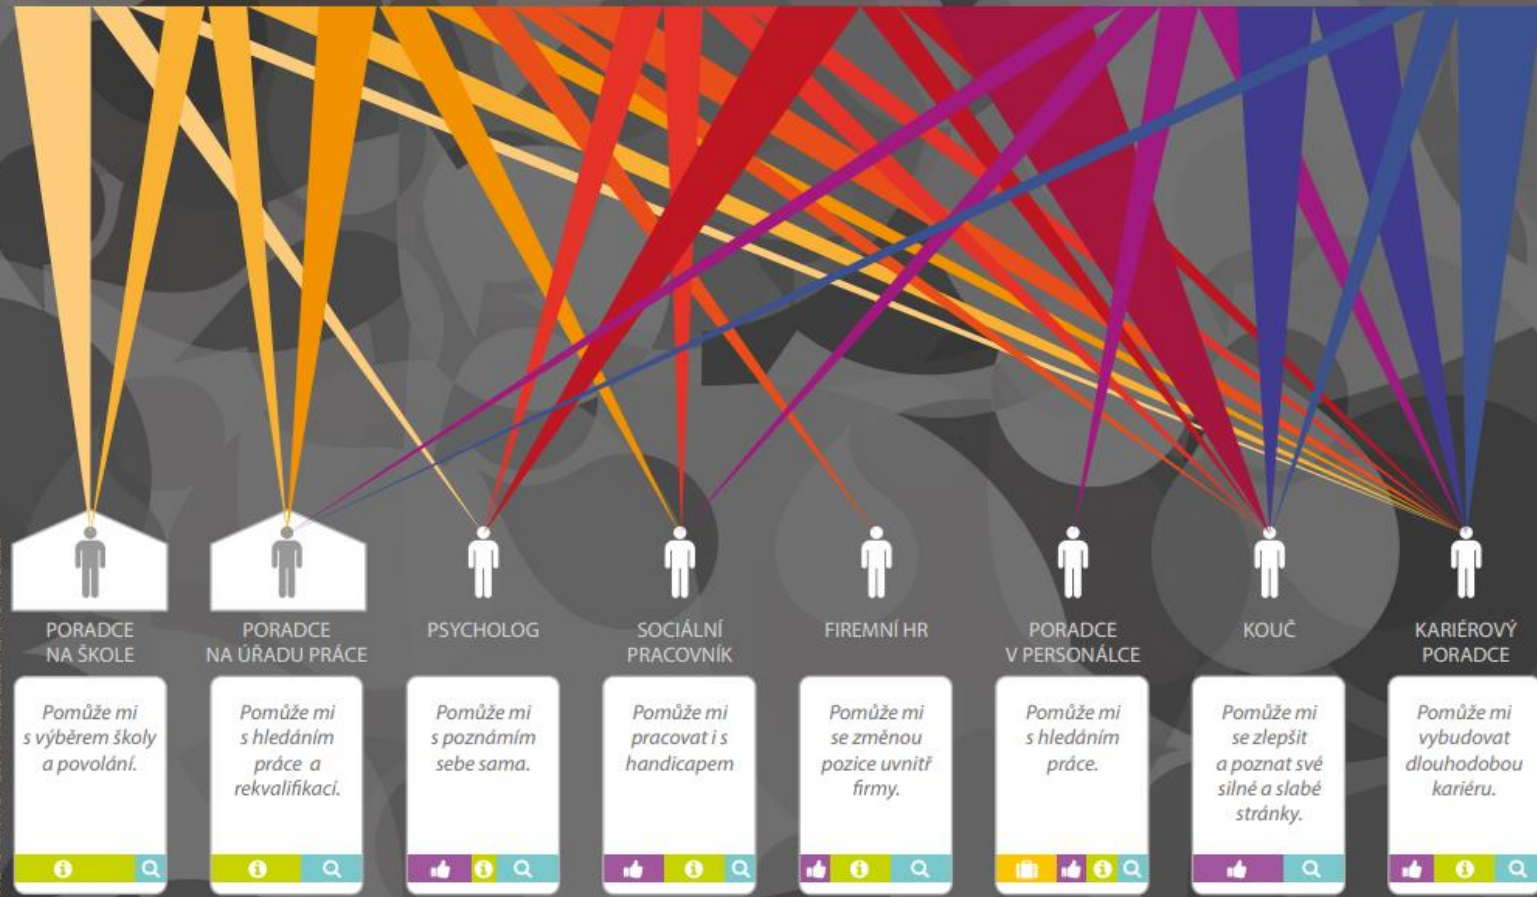 PORADCE
NA ŠKOLE
PORADCE
NA ÚŘADU PRÁCE
PSYCHOLOG
SOCIÁLNÍ
PRACOVNÍK
FIREMNÍ HR
PORADCE
V PERSONÁLCE
KOUČ
KARIÉROVÝ
PORADCE
Pomůže mi
s výběrem školy
a povolání.
Pomůže mi
s hledáním
práce a
rekvalifikací.
Pomůže mi
s poznámím
sebe sama.
Pomůže mi
pracovat i s
handicapem
Pomůže mi
se změnou
pozice uvnitř
firmy.
Pomůže mi
s hledáním
práce.
Pomůže mi
se zlepšit
a poznat své
silné a slabé
stránky.
Pomůže mi
vybudovat
dlouhodobou
kariéru.